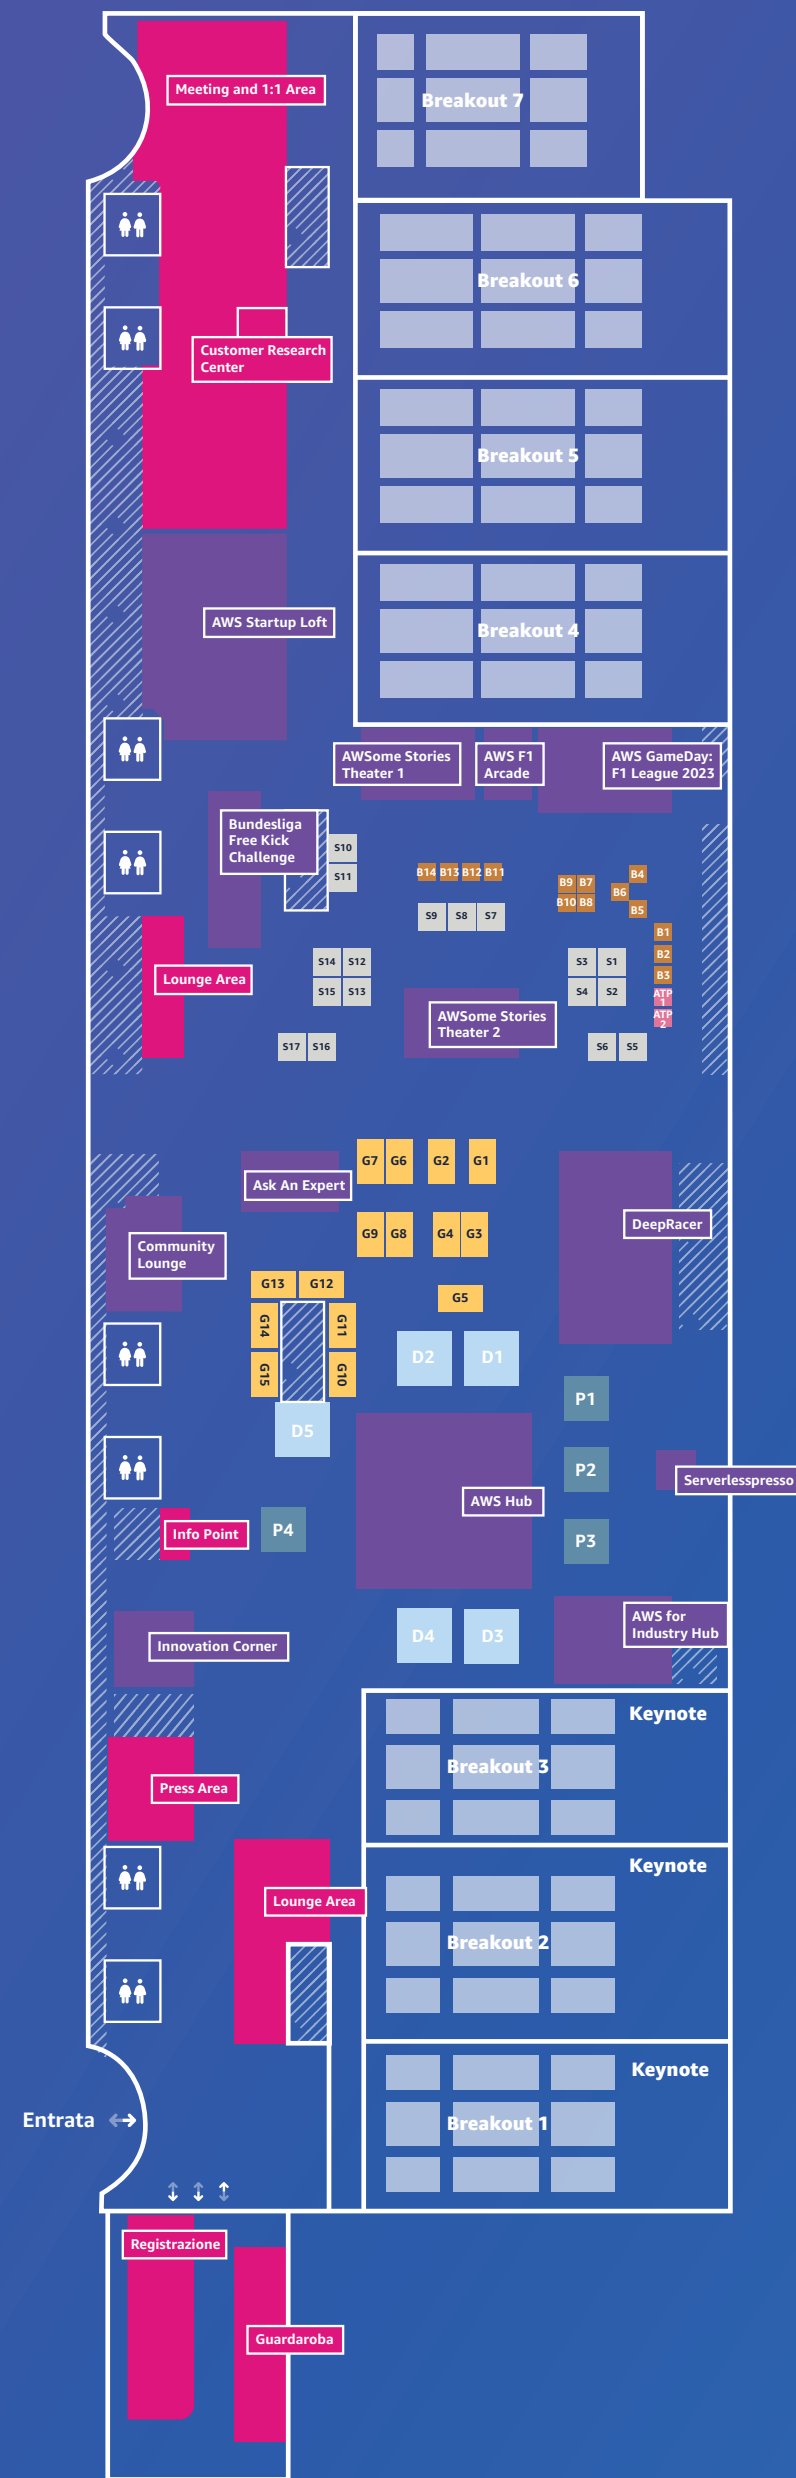 Meeting and 1:1 Area
Breakout 7
Breakout 6
Customer Research
Center
Breakout 5
AWS Startup Loft
Breakout 4
AWSome Stories
Theater 1
AWS F1
Arcade
AWS GameDay:
F1 League 2023
Bundesliga
Free Kick
Challenge
S10
S11
B14 B13 B12 B11
B9 B7
B10 B8
B4
B6
B5
S9 S8 S7
B1
B2
B3
ATP
1
ATP
2
Lounge Area
S14 S12
S15 S13
S3 S1
S4 S2
AWSome Stories
Theater 2
S17 S16
S6 S5
G7 G6 G2 G1
Ask An Expert
DeepRacer
Community
Lounge
G9 G8 G4 G3
G13 G12
G5
G14
G11
G15
G10
D2 D1
D5
P1
P2
AWS Hub
Serverlesspresso
Info Point
P4
P3
Innovation Corner
D4 D3
AWS for
Industry Hub
Keynote
Breakout 3
Press Area
Keynote
Lounge Area
Breakout 2
Keynote
Entrata
Breakout 1
Registrazione
Guardaroba